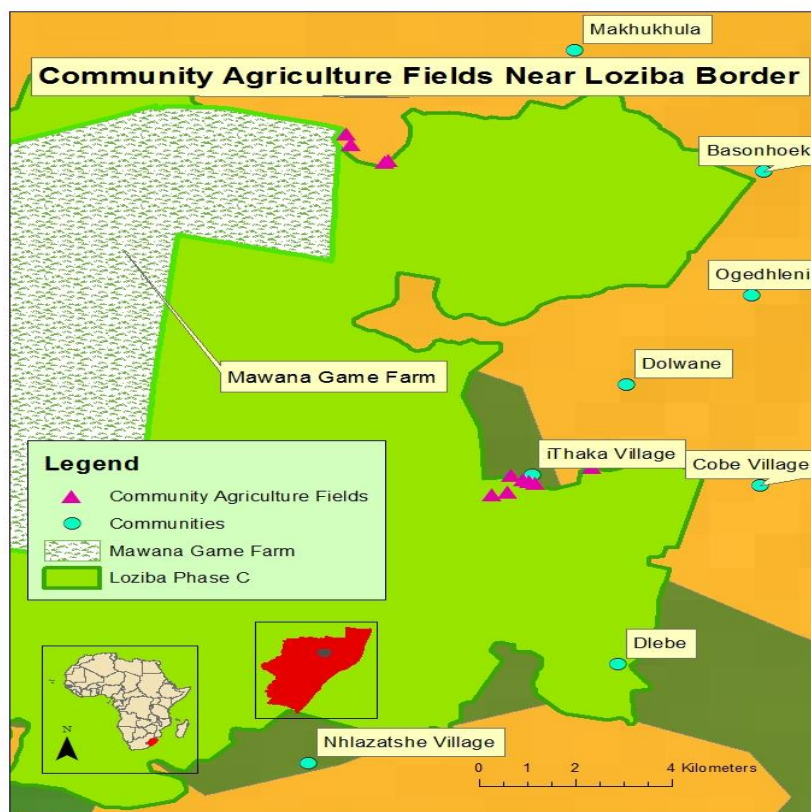 Makhukhula
Community Agriculture Fields Near Loziba Border
Basonhoek
Ogedhleni
Dolwane
Mawana Game Farm
iThaka Village
Cobe Village
Legend
Community Agriculture Fields
Communities
Mawana Game Farm
Loziba Phase C
Dlebe
N
Nhlazatshe Village
0 1 2 4 Kilometers